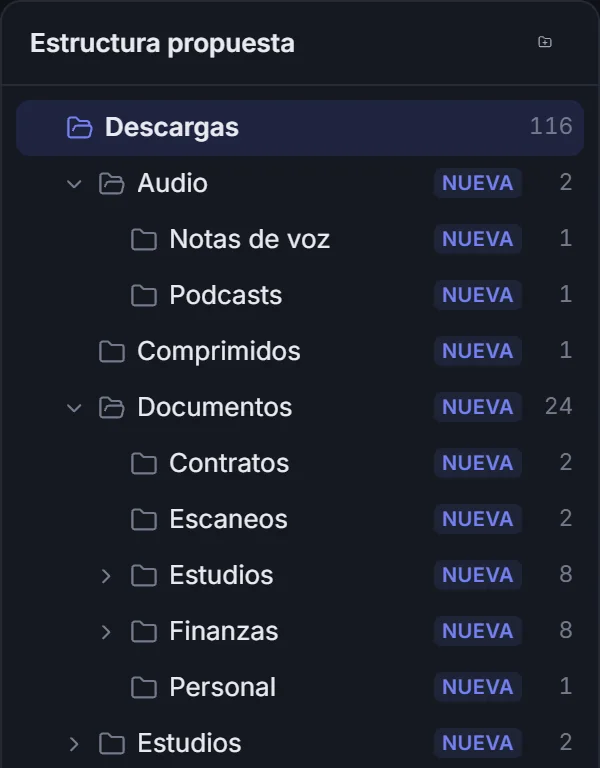 Estructura propuesta
Descargas 116
Audio NUEVA 2
Notas de voz NUEVA 1
Podcasts NUEVA 1
Comprimidos NUEVA 1
Documentos NUEVA 24
Contratos NUEVA 2
Escaneos NUEVA 2
Estudios NUEVA 8
Finanzas NUEVA 8
Personal NUEVA 1
Estudios NUEVA 2